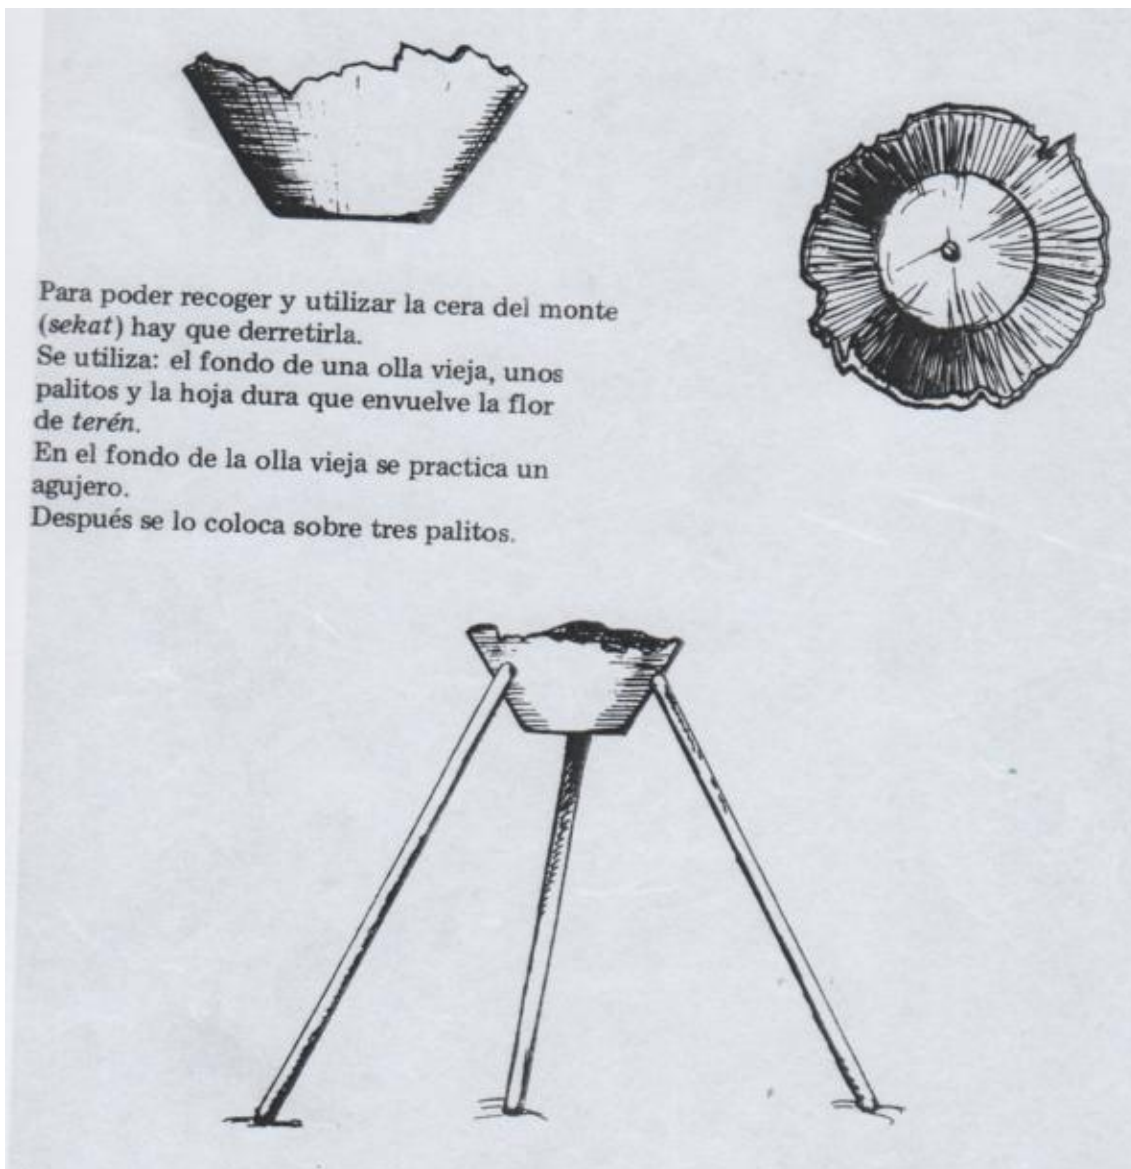 Para poder recoger y utilizar la cera del monte
(sekat) hay que derretirla.
Se utiliza: el fondo de una olla vieja, unos
palitos y la hoja dura que envuelve la flor
de terén.
En el fondo de la olla vieja se practica un
agujero.
Después se lo coloca sobre tres palitos.